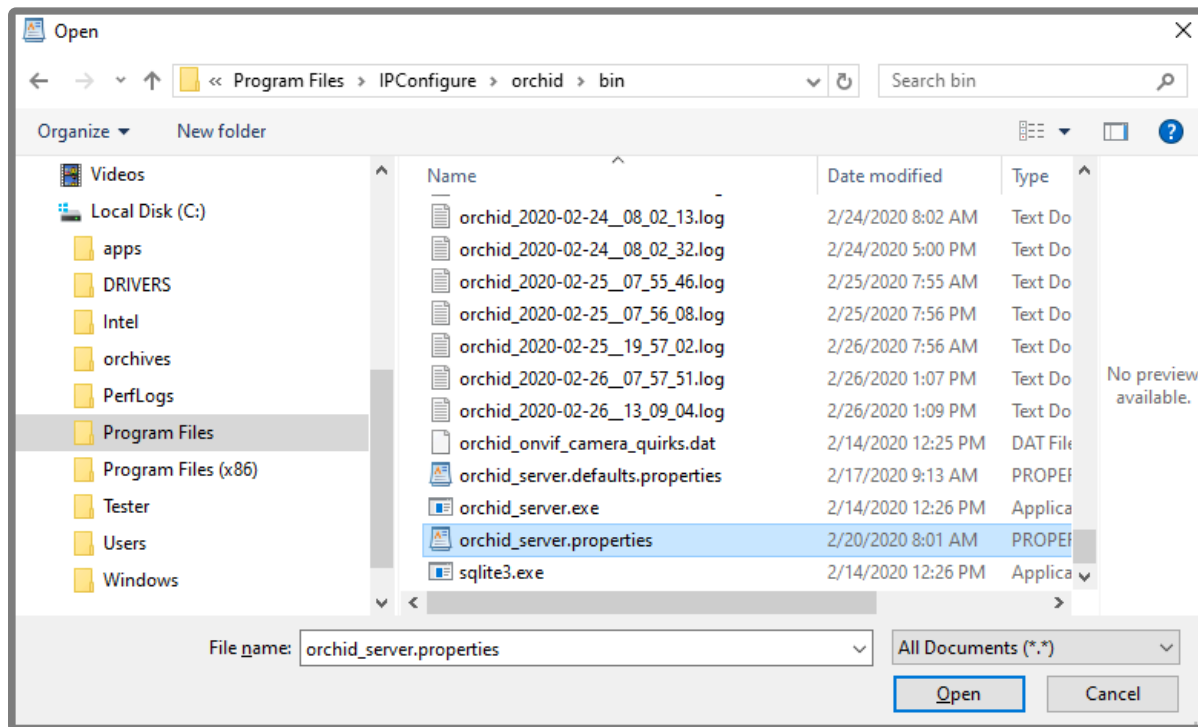 Open
« Program Files > IPConfigure > orchid > bin
Search bin
Organize
New folder
Videos
Local Disk (C:)
apps
DRIVERS
Intel
orchives
PerfLogs
Program Files
Program Files (x86)
Tester
Users
Windows
Name Date modified Type
orchid_2020-02-24__08_02_13.log 2/24/2020 8:02 AM Text Do
orchid_2020-02-24__08_02_32.log 2/24/2020 5:00 PM Text Do
orchid_2020-02-25__07_55_46.log 2/25/2020 7:55 AM Text Do
orchid_2020-02-25__07_56_08.log 2/25/2020 7:56 PM Text Do
orchid_2020-02-25__19_57_02.log 2/26/2020 7:56 AM Text Do
orchid_2020-02-26__07_57_51.log 2/26/2020 1:07 PM Text Do
orchid_2020-02-26__13_09_04.log 2/26/2020 1:09 PM Text Do
orchid_onvif_camera_quirks.dat 2/14/2020 12:25 PM DAT File
orchid_server.defaults.properties 2/17/2020 9:13 AM PROPER
orchid_server.exe 2/14/2020 12:26 PM Applica
orchid_server.properties 2/20/2020 8:01 AM PROPER
sqlite3.exe 2/14/2020 12:26 PM Applica
No preview
available.
File name: orchid_server.properties
All Documents (*.*)
Open
Cancel